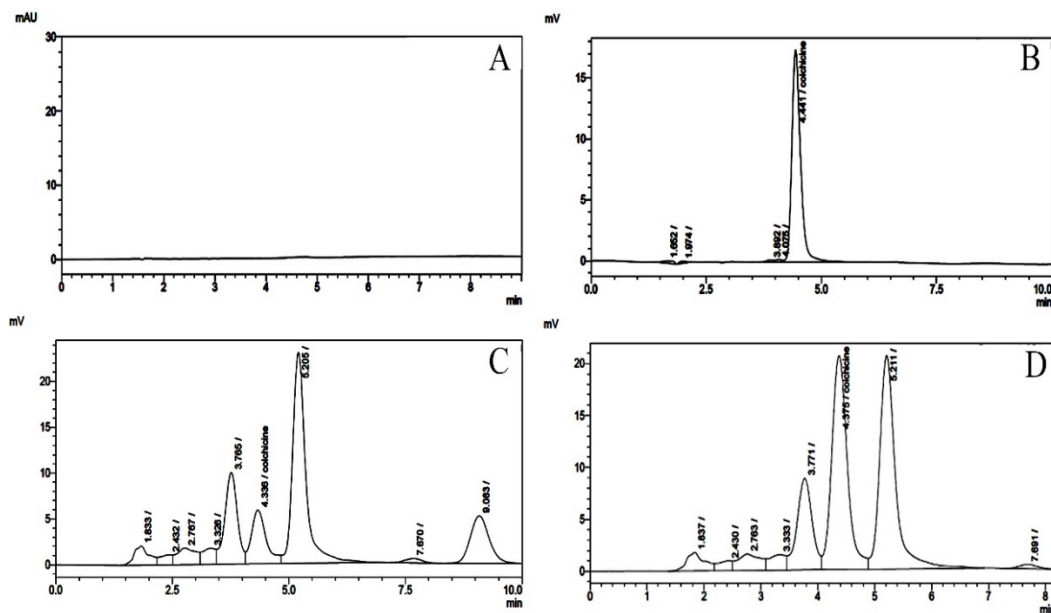 mAU
30
20
10
0
0 1 2 3 4 5 6 7 8
min
A
mV
15
10
5
0
0.0 2.5 5.0 7.5 10.0
min
B
1.652 /
1.974 /
3.892 /
4.075 /
4.441 / colchicine
mV
20
15
10
5
0
0.0 2.5 5.0 7.5 10.0
min
C
1.833 /
2.432 /
2.767 /
3.326 /
3.765 /
4.336 / colchicine
5.205 /
7.670 /
9.083 /
mV
20
15
10
5
0
0 1 2 3 4 5 6 7 8
min
D
1.837 /
2.430 /
2.763 /
3.333 /
3.771 /
4.375 / colchicine
5.211 /
7.691 /